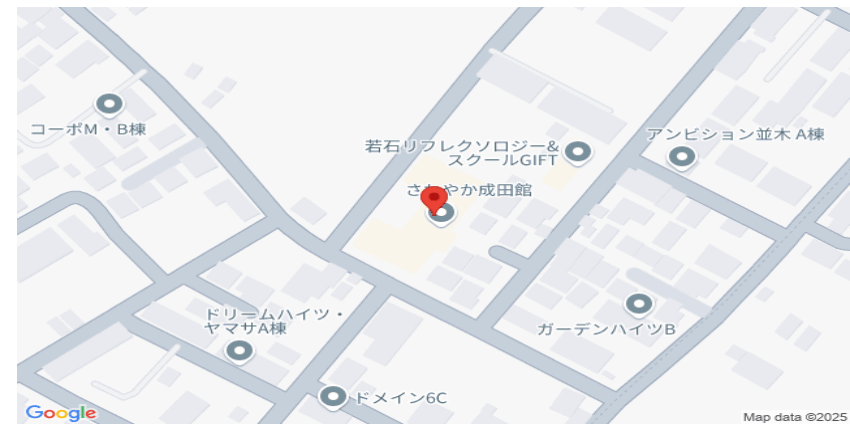 コーポM・B棟
若石リフレクソロジー&
スクールGIFT
アンビション並木 A棟
さわやか成田館
ドリームハイツ・
ヤマサA棟
ガーデンハイツB
ドメイン6C
Google
Map data ©2025